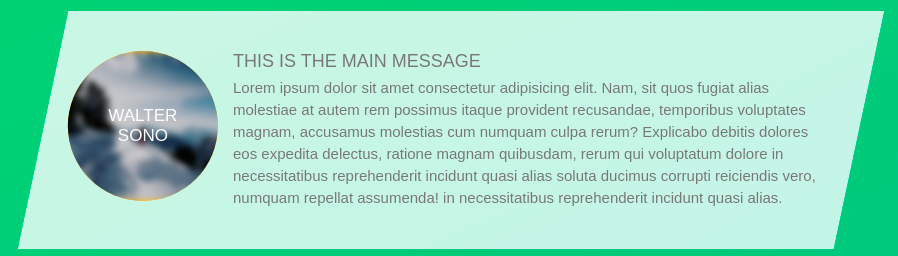 WALTER
SONO
THIS IS THE MAIN MESSAGE
Lorem ipsum dolor sit amet consectetur adipisicing elit. Nam, sit quos fugiat alias
molestiae at autem rem possimus itaque provident recusandae, temporibus voluptates
magnam, accusamus molestias cum numquam culpa rerum? Explicabo debitis dolores
eos expedita delectus, ratione magnam quibusdam, rerum qui voluptatum dolore in
necessitatibus reprehenderit incidunt quasi alias soluta ducimus corrupti reiciendis vero,
numquam repellat assumenda! in necessitatibus reprehenderit incidunt quasi alias.